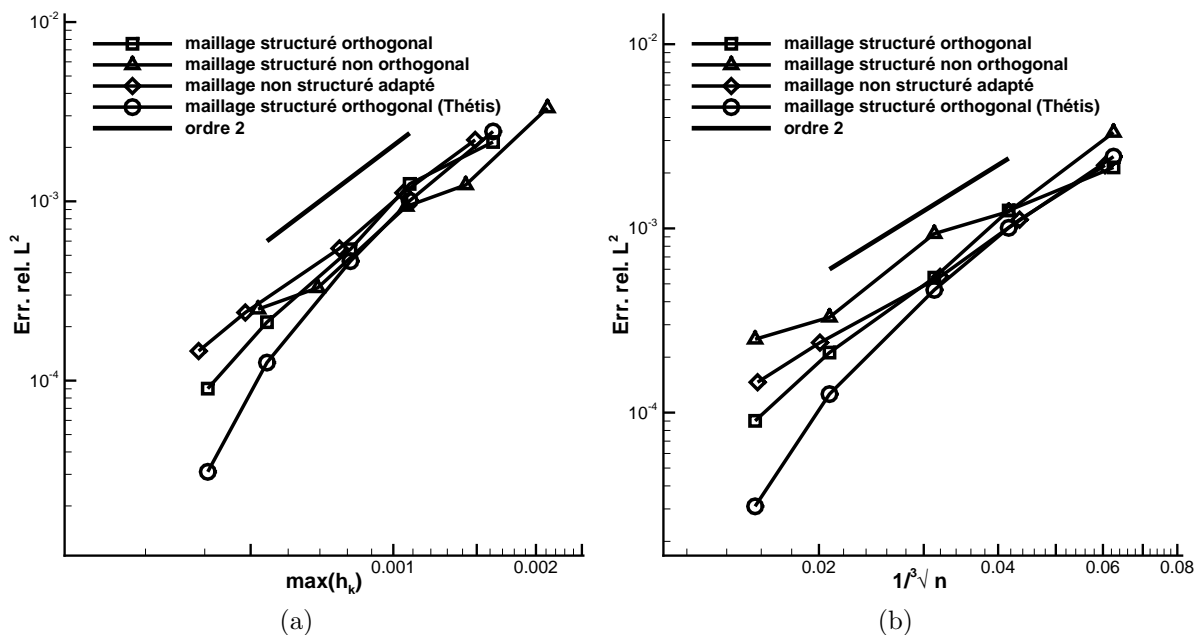 10^-2
maillage structuré orthogonal
maillage structuré non orthogonal
maillage non structuré adapté
maillage structuré orthogonal (Thétis)
ordre 2
10^-3
10^-4
Err. rel. L^2
0.001
0.002
max(h_k)
(a)
10^-2
maillage structuré orthogonal
maillage structuré non orthogonal
maillage non structuré adapté
maillage structuré orthogonal (Thétis)
ordre 2
10^-3
10^-4
Err. rel. L^2
0.02
0.04
0.06
0.08
1/^3√ n
(b)